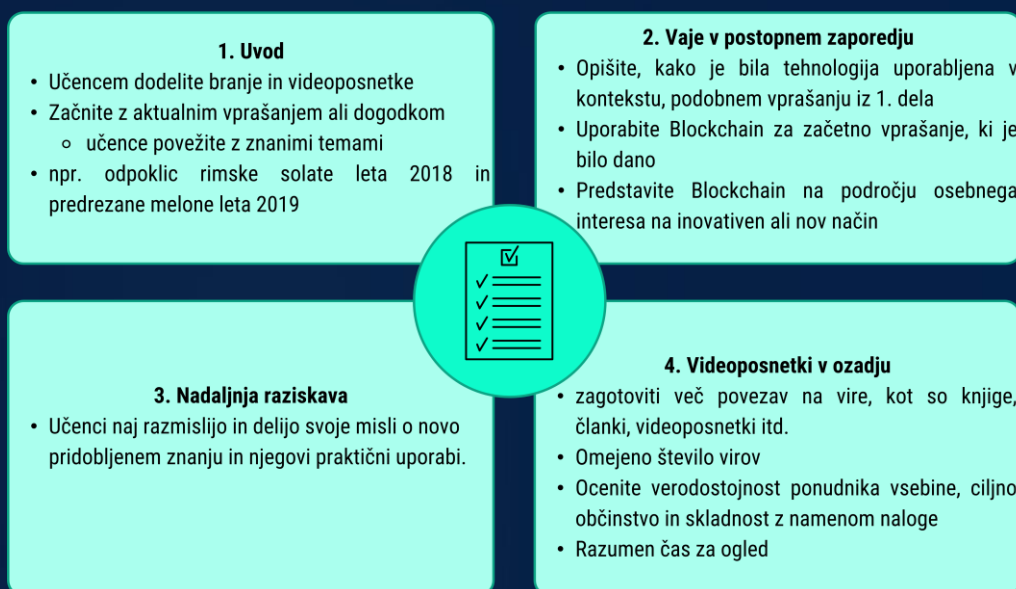 1. Uvod
• Učencem dodelite branje in videoposnetke
• Začnite z aktualnim vprašanjem ali dogodkom
o učence povežite z znanimi temami
• npr. odpoklic rimske solate leta 2018 in
predrezane melone leta 2019
2. Vaje v postopnem zaporedju
• Opišite, kako je bila tehnologija uporabljena v
kontekstu, podobnem vprašanju iz 1. dela
• Uporabite Blockchain za začetno vprašanje, ki je
bilo dano
• Predstavite Blockchain na področju osebnega
interesa na inovativen ali nov način
3. Nadaljnja raziskava
• Učenci naj razmislijo in delijo svoje misli o novo
pridobljenem znanju in njegovi praktični uporabi.
4. Videoposnetki v ozadju
• zagotoviti več povezav na vire, kot so knjige,
članki, videoposnetki itd.
• Omejeno število virov
• Ocenite verodostojnost ponudnika vsebine, ciljno
občinstvo in skladnost z namenom naloge
• Razumen čas za ogled